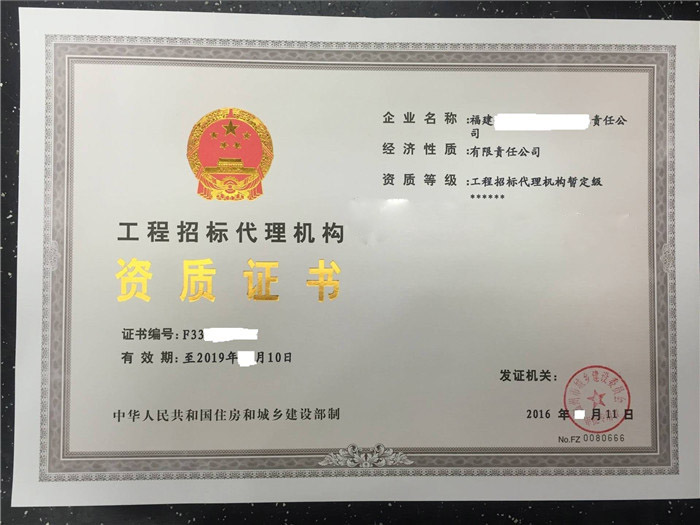 企业名称:福建 责任公
司
经济性质:有限责任公司
资质等级:工程招标代理机构暂定级
******
工程招标代理机构
资质证书
证书编号:F33
有效期:至2019年 月10日
发证机关:
2016年 月11日
中华人民共和国住房和城乡建设部制
No.FZ 0080666